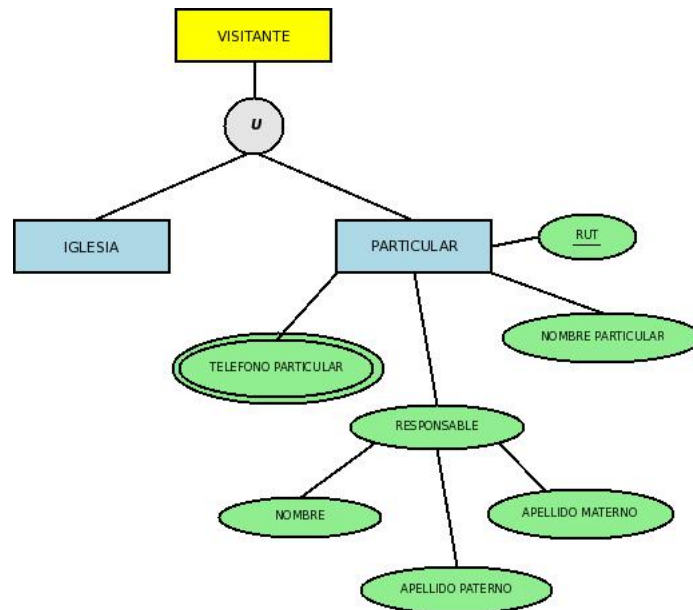 VISITANTE
U
IGLESIA
PARTICULAR
RUT
NOMBRE PARTICULAR
TELEFONO PARTICULAR
RESPONSABLE
NOMBRE
APELLIDO MATERNO
APELLIDO PATERNO